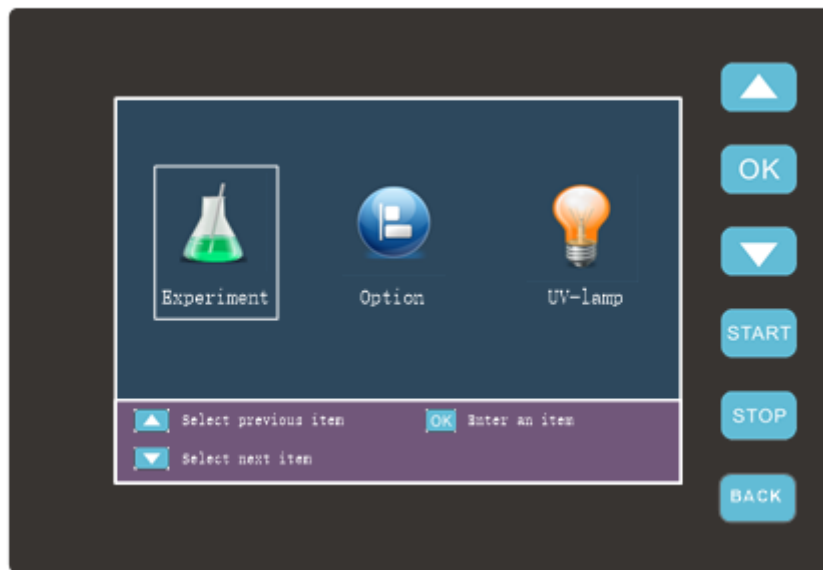 Experiment
Option
UV-lamp
Select previous item
OK Enter an item
Select next item
OK
START
STOP
BACK